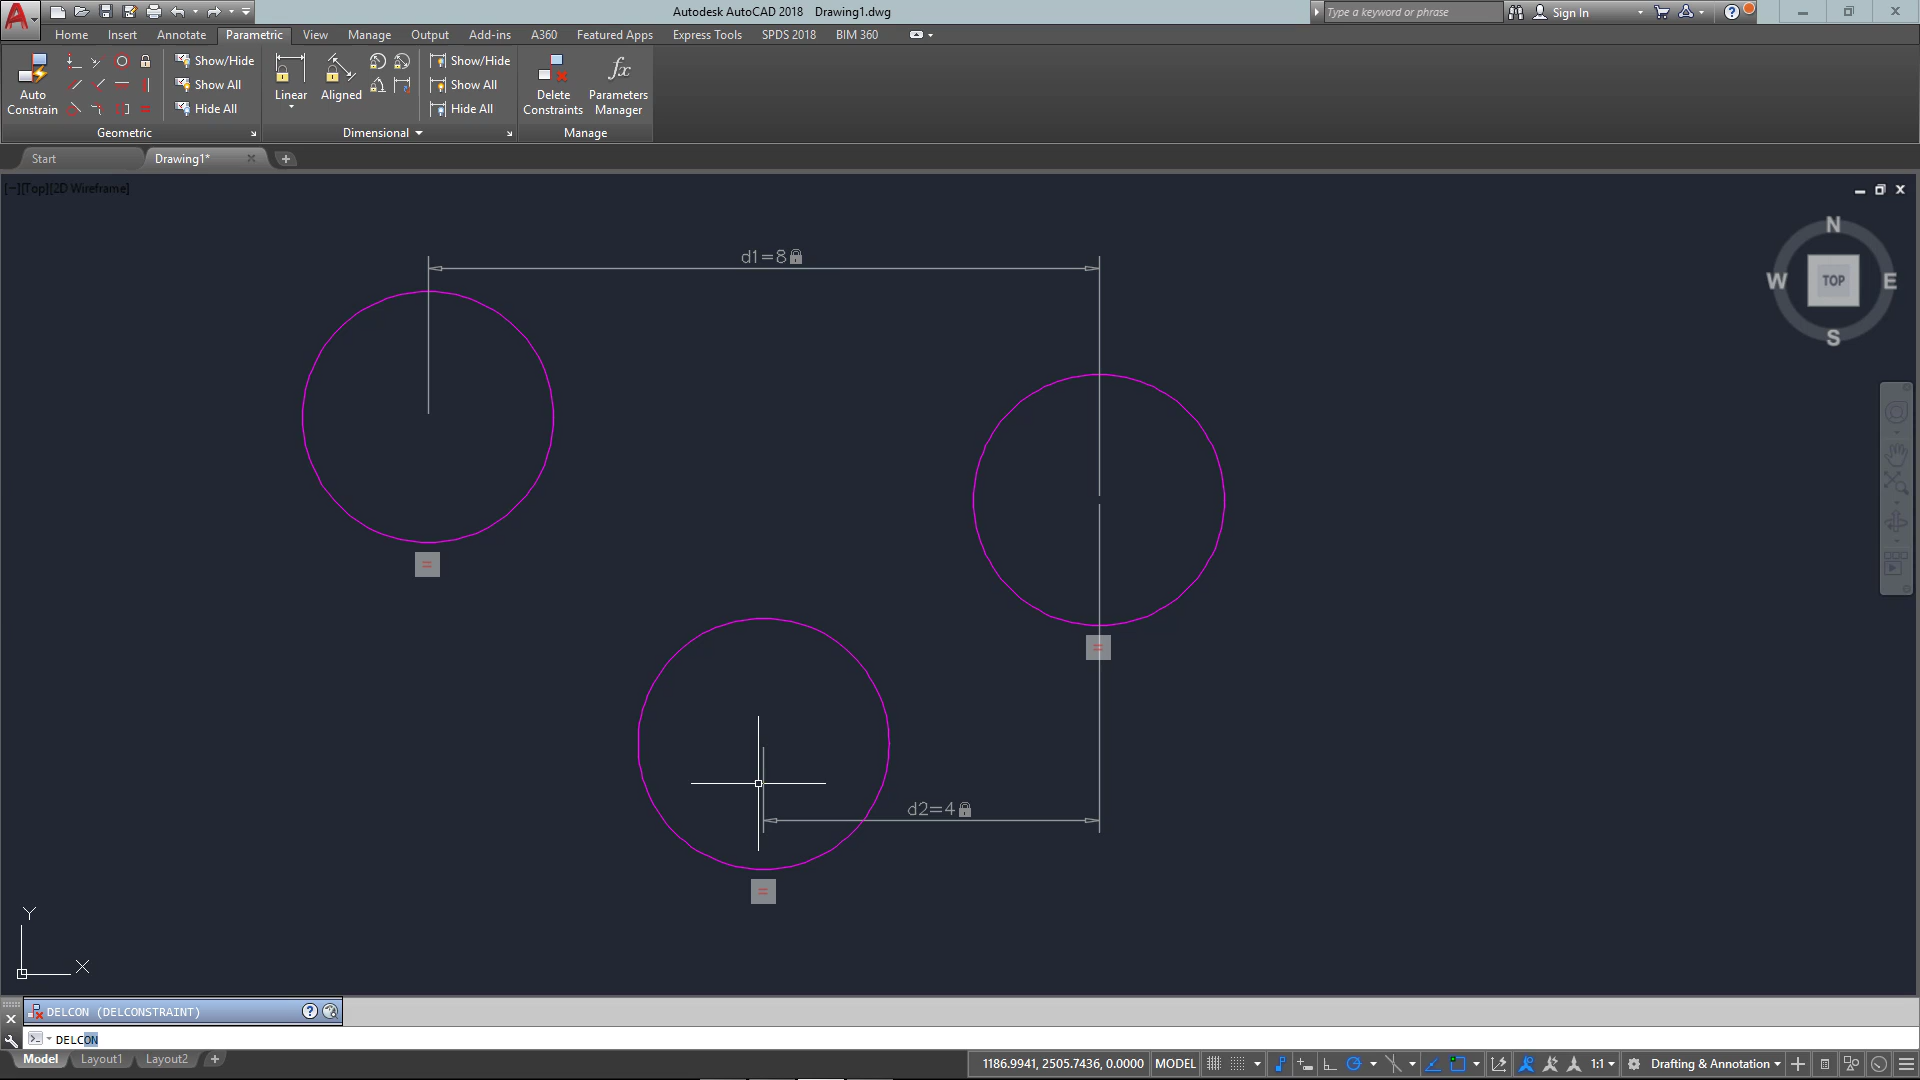 Autodesk AutoCAD 2018 Drawing1.dwg
Type a keyword or phrase
Sign In
Home Insert Annotate Parametric View Manage Output Add-ins A360 Featured Apps Express Tools SPDS 2018 BIM 360
Auto Constrain
Show/Hide
Show All
Hide All
Geometric
Linear
Aligned
Show/Hide
Show All
Hide All
Dimensional
Delete Constraints
fx
Parameters Manager
Manage
Start Drawing1*
[−][Top][2D Wireframe]
N
W TOP E
S
d1=8
d2=4
Y
X
DELCON (DELCONSTRAINT)
DELCON
Model Layout1 Layout2
1186.9941, 2505.7436, 0.0000 MODEL 1:1 Drafting & Annotation